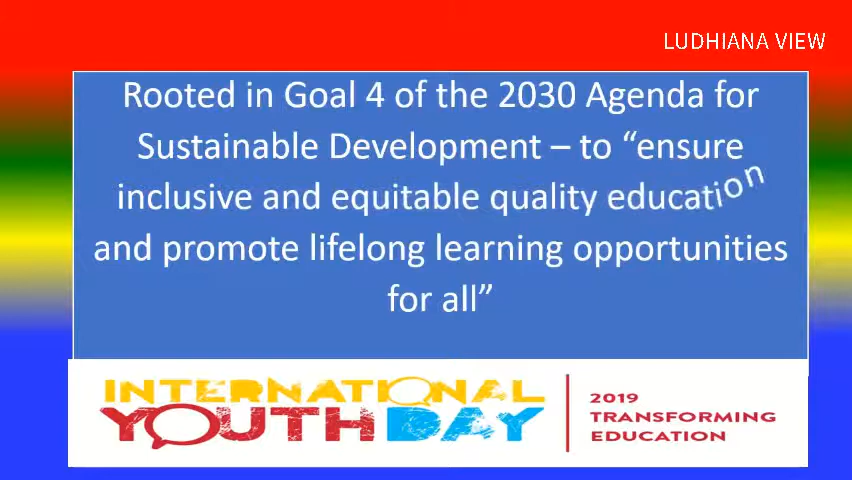 LUDHIANA VIEW
Rooted in Goal 4 of the 2030 Agenda for
Sustainable Development – to “ensure
inclusive and equitable quality education
and promote lifelong learning opportunities
for all”
INTERNATIONAL
YOUTH DAY
2019
TRANSFORMING
EDUCATION